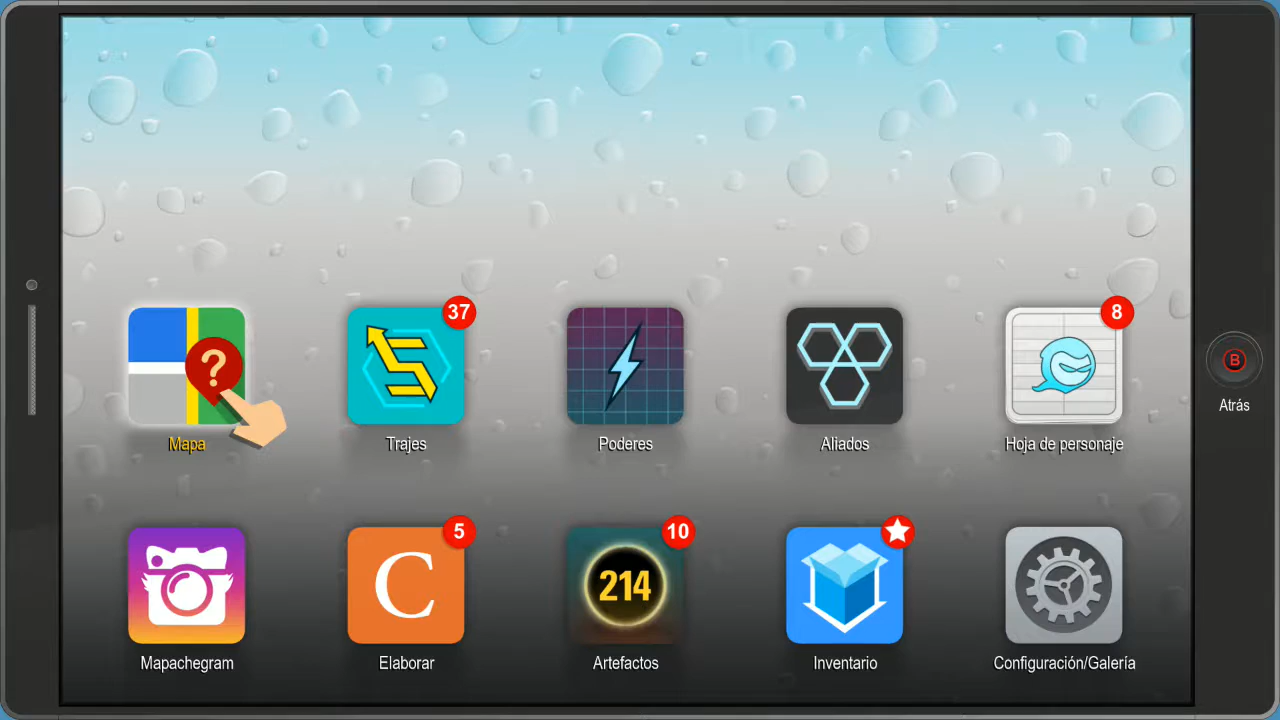 37
8
?
B
Atrás
Mapa
Trajes
Poderes
Aliados
Hoja de personaje
5
10
C
214
Mapachegram
Elaborar
Artefactos
Inventario
Configuración/Galería